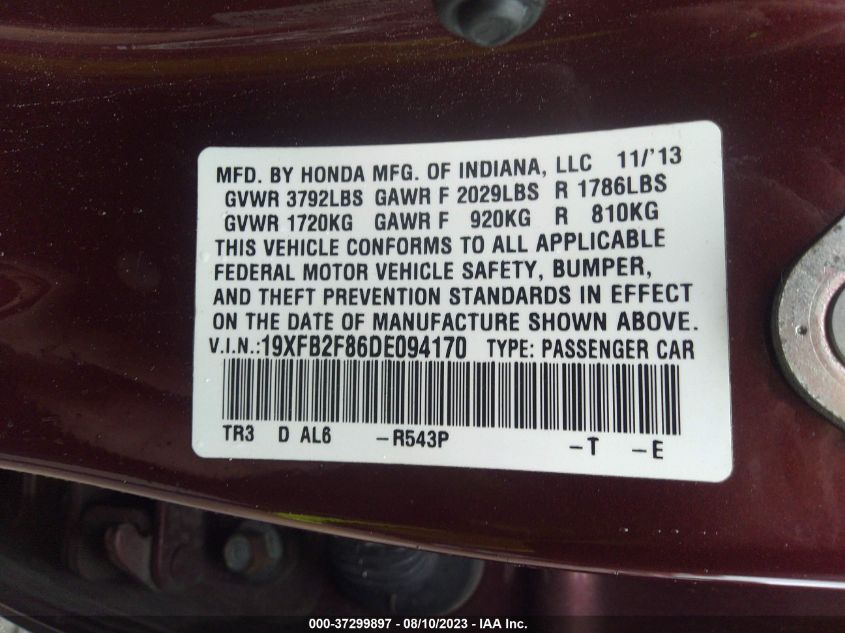 MFD. BY HONDA MFG. OF INDIANA, LLC 11/'13
GVWR 3792LBS GAWR F 2029LBS R 1786LBS
GVWR 1720KG GAWR F 920KG R 810KG
THIS VEHICLE CONFORMS TO ALL APPLICABLE
FEDERAL MOTOR VEHICLE SAFETY, BUMPER,
AND THEFT PREVENTION STANDARDS IN EFFECT
ON THE DATE OF MANUFACTURE SHOWN ABOVE.
V.I.N.:19XFB2F86DE094170 TYPE: PASSENGER CAR
TR3 D AL6 -R543P -T -E
000-37299897 - 08/10/2023 - IAA Inc.